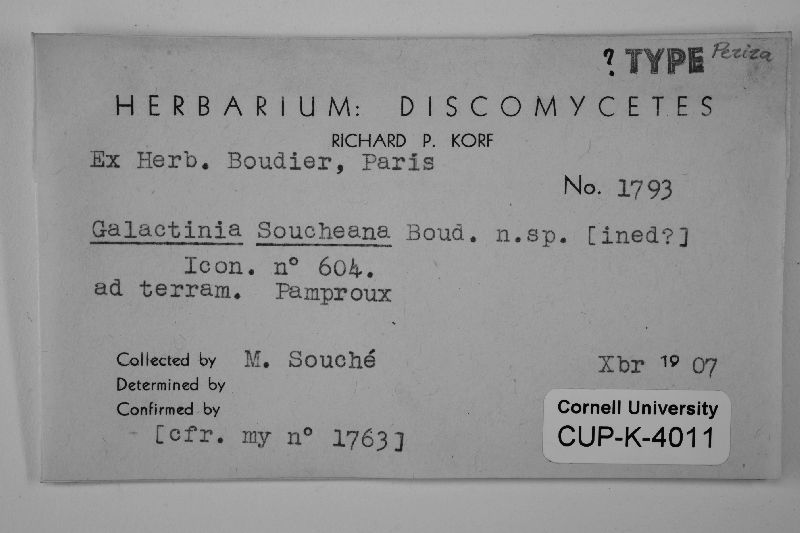 ? TYPE Peziza
HERBARIUM: DISCOMYCETES
RICHARD P. KORF
Ex Herb. Boudier, Paris
No. 1793
Galactinia Soucheana Boud. n.sp. [ined?]
Icon. n° 604.
ad terram. Pamproux
Collected by M. Souché Xbr 19 07
Determined by
Confirmed by
[cfr. my n° 1763]
Cornell University
CUP-K-4011